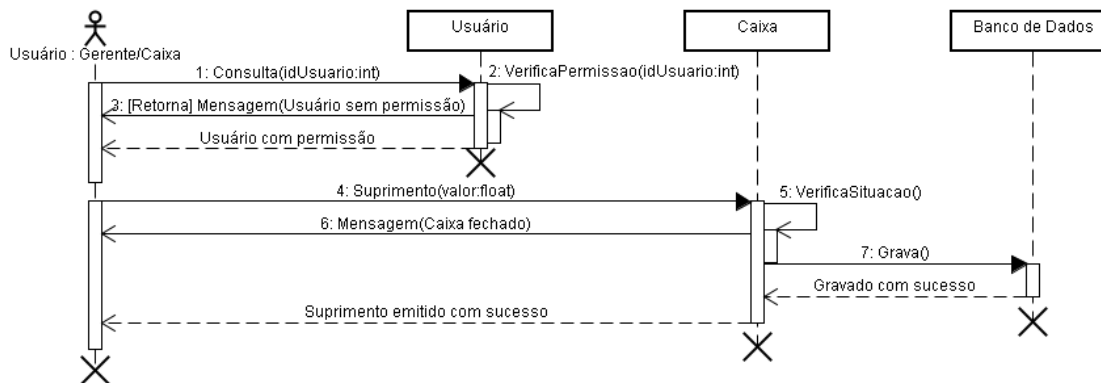 Usuário
Caixa
Banco de Dados
Usuário : Gerente/Caixa
1: Consulta(idUsuario:int)
2: VerificaPermissao(idUsuario:int)
3: [Retorna] Mensagem(Usuário sem permissão)
Usuário com permissão
4: Suprimento(valor:float)
5: VerificaSituacao()
6: Mensagem(Caixa fechado)
7: Grava()
Gravado com sucesso
Suprimento emitido com sucesso